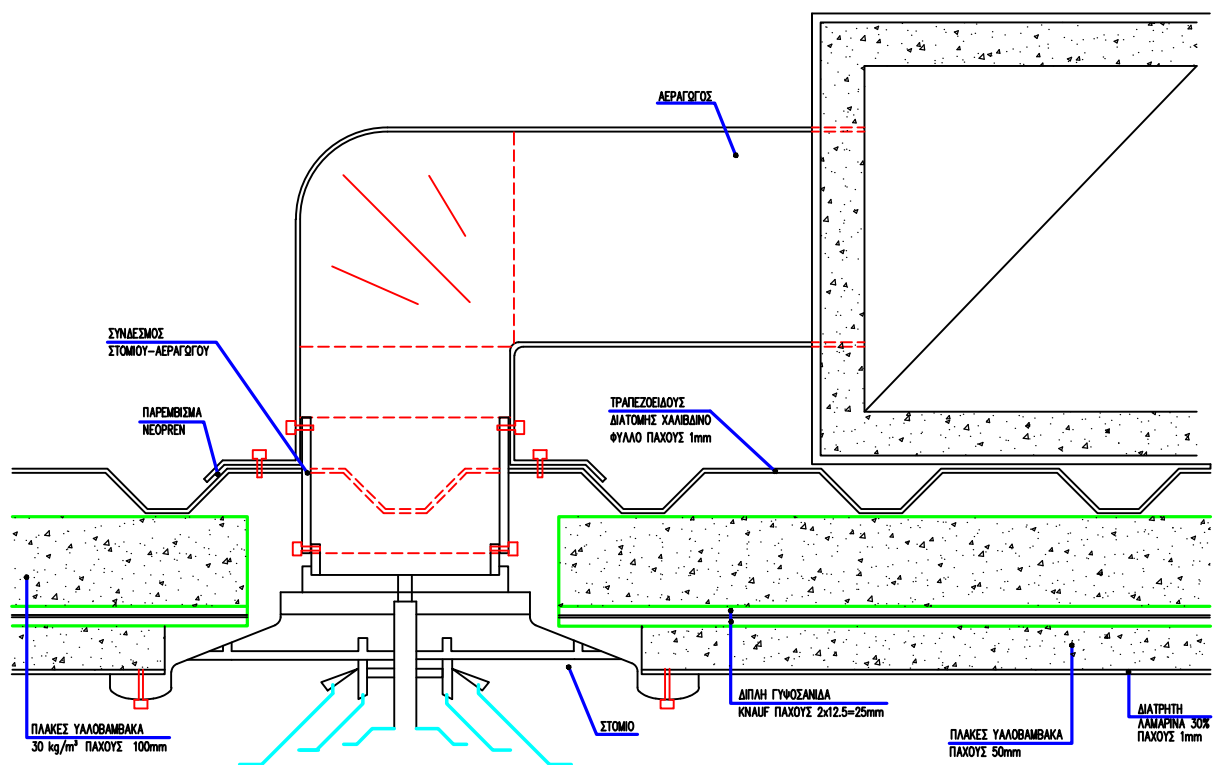 ΑΕΡΑΓΩΓΟΣ
ΣΥΝΔΕΣΜΟΣ
ΣΤΟΜΙΟΥ-ΑΕΡΑΓΩΓΟΥ
ΠΑΡΕΜΒΙΣΜΑ
NEOPREN
ΤΡΑΠΕΖΟΕΙΔΟΥΣ
ΔΙΑΤΟΜΗΣ ΧΑΛΙΒΔΙΝΟ
ΦΥΛΛΟ ΠΑΧΟΥΣ 1mm
ΔΙΠΛΗ ΓΥΨΟΣΑΝΙΔΑ
KNAUF ΠΑΧΟΥΣ 2x12.5=25mm
ΣΤΟΜΙΟ
ΠΛΑΚΕΣ ΥΑΛΟΒΑΜΒΑΚΑ
30 kg/m³ ΠΑΧΟΥΣ 100mm
ΠΛΑΚΕΣ ΥΑΛΟΒΑΜΒΑΚΑ
ΠΑΧΟΥΣ 50mm
ΔΙΑΤΡΗΤΗ
ΛΑΜΑΡΙΝΑ 30%
ΠΑΧΟΥΣ 1mm